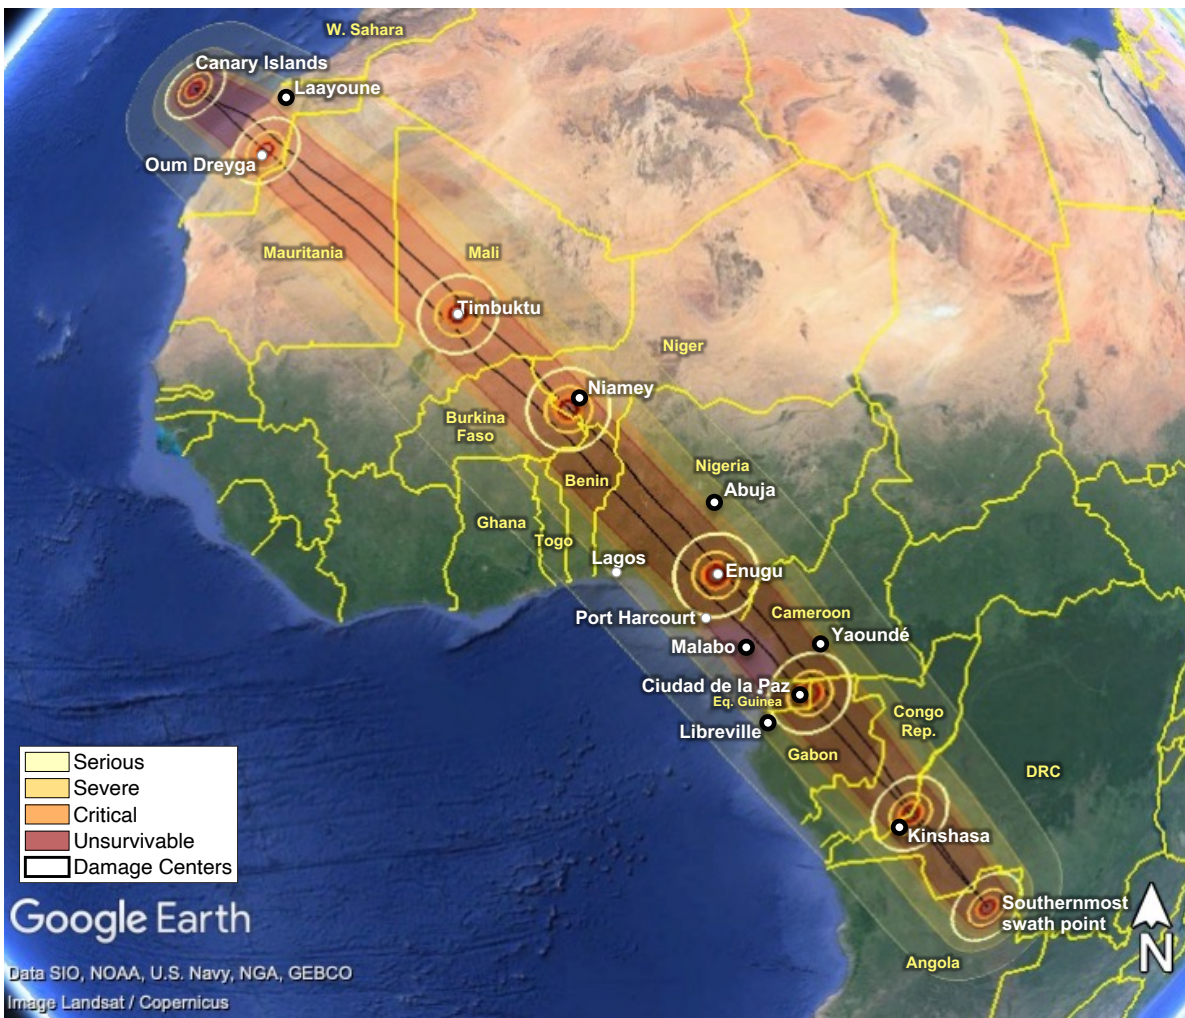 W. Sahara
Canary Islands
Laayoune
Oum Dreyga
Mauritania
Mali
Timbuktu
Niger
Niamey
Burkina
Faso
Nigeria
Benin
Abuja
Ghana
Togo
Lagos
Enugu
Port Harcourt
Cameroon
Yaoundé
Malabo
Ciudad de la Paz
Eq. Guinea
Libreville
Congo
Rep.
Gabon
DRC
Kinshasa
Southernmost
swath point
Angola
N
Serious
Severe
Critical
Unsurvivable
Damage Centers
Google Earth
Data SIO, NOAA, U.S. Navy, NGA, GEBCO
Image Landsat / Copernicus